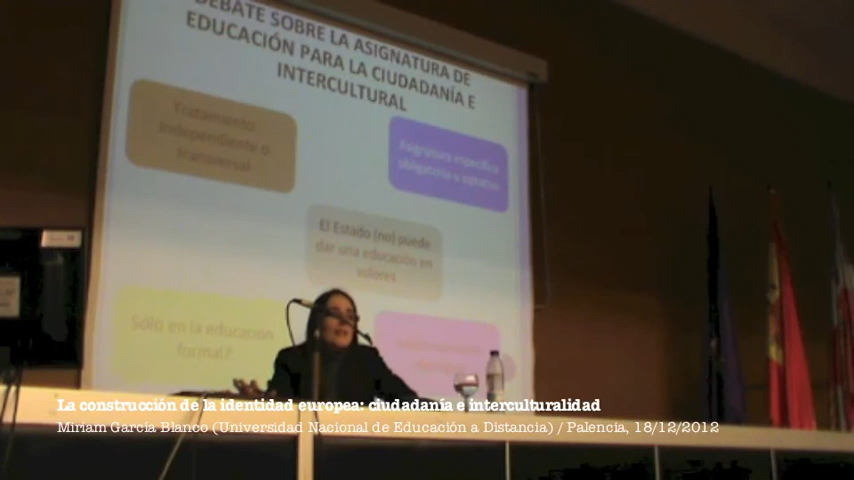 DEBATE SOBRE LA ASIGNATURA DE
EDUCACIÓN PARA LA CIUDADANÍA E
INTERCULTURAL
Tratamiento
independiente o
transversal
Asignatura específica
obligatoria u optativa
El Estado (no) puede
dar una educación en
valores
Sólo en la educación
formal?
La construcción de la identidad europea: ciudadanía e interculturalidad
Miriam García Blanco (Universidad Nacional de Educación a Distancia) / Palencia, 18/12/2012